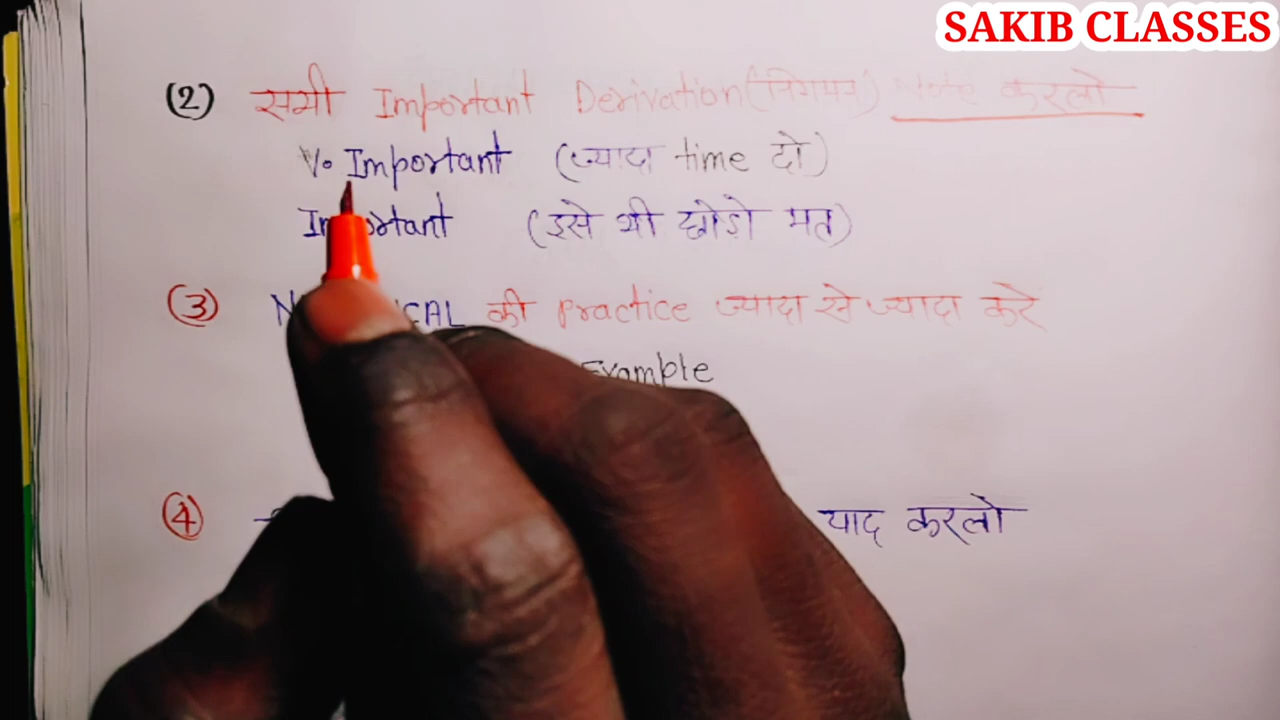 SAKIB CLASSES
(2) सभी Important Derivation (निगमन) Note करलो
V. Important (ज्यादा time दो)
Important (इसे भी छोड़ो मत)
(3) की Practice ज्यादा से ज्यादा करे
Example
(4) याद करलो